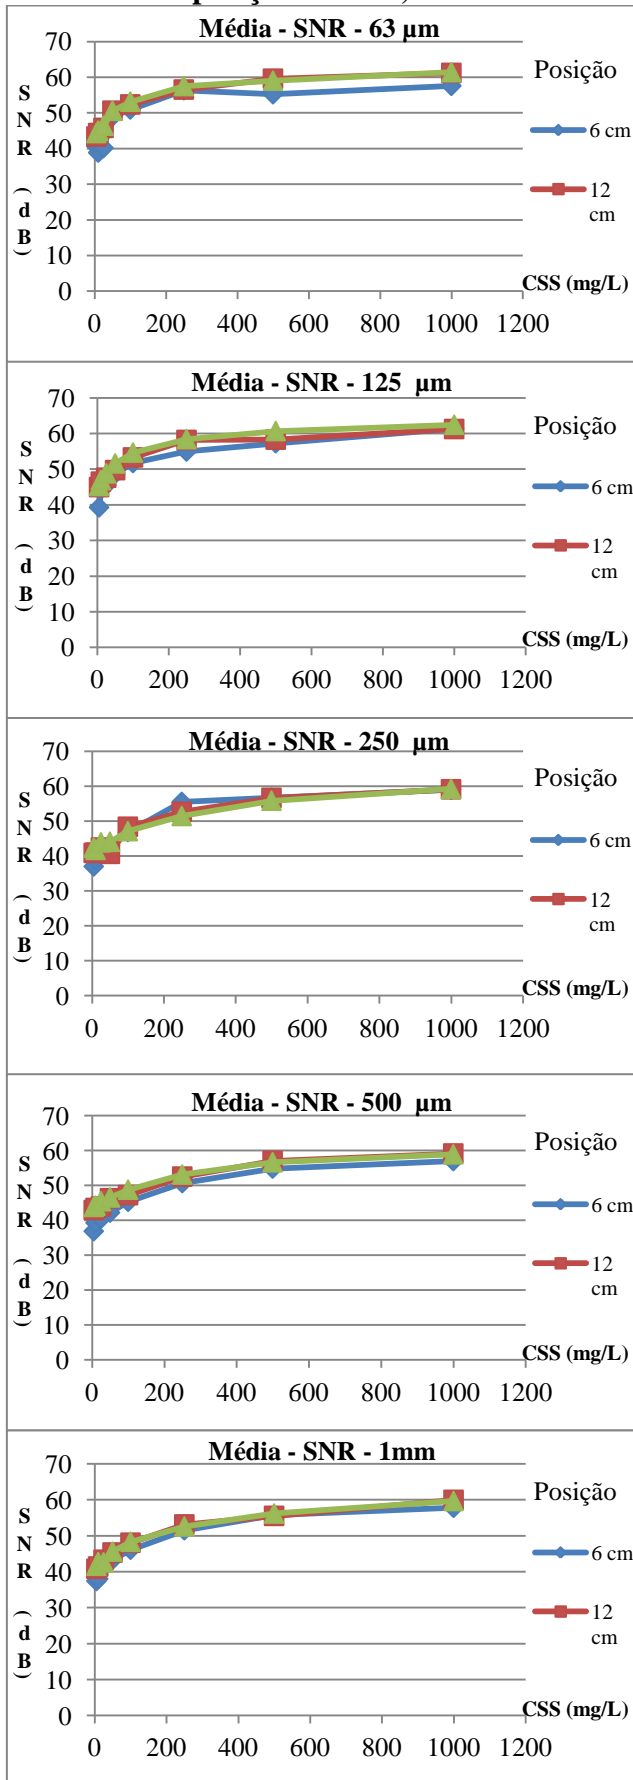 Média - SNR - 63 µm
70
60
50
40
30
20
10
0
S
N
R
(
d
B
)
0 200 400 600 800 1000 1200
CSS (mg/L)
Posição
6 cm
12
cm
Média - SNR - 125 µm
70
60
50
40
30
20
10
0
S
N
R
(
d
B
)
0 200 400 600 800 1000 1200
CSS (mg/L)
Posição
6 cm
12
cm
Média - SNR - 250 µm
70
60
50
40
30
20
10
0
S
N
R
(
d
B
)
0 200 400 600 800 1000 1200
CSS (mg/L)
Posição
6 cm
12
cm
Média - SNR - 500 µm
70
60
50
40
30
20
10
0
S
N
R
(
d
B
)
0 200 400 600 800 1000 1200
CSS (mg/L)
Posição
6 cm
12
cm
Média - SNR - 1mm
70
60
50
40
30
20
10
0
S
N
R
(
d
B
)
0 200 400 600 800 1000 1200
CSS (mg/L)
Posição
6 cm
12
cm